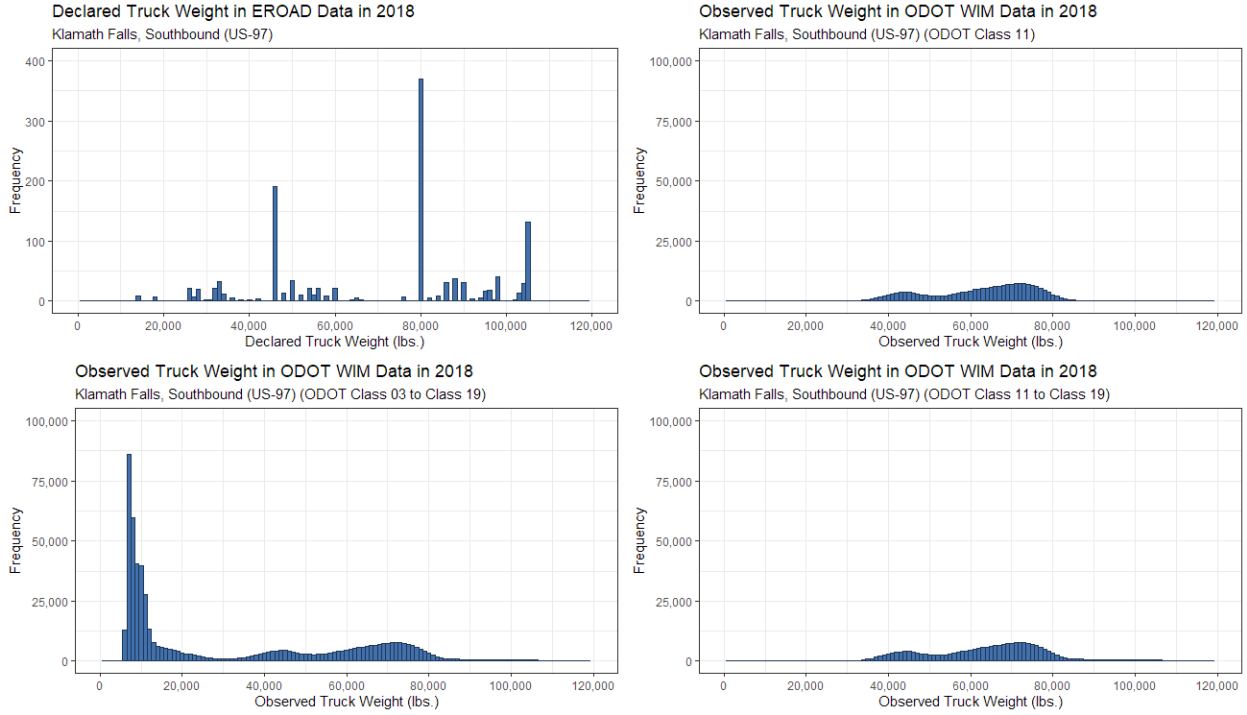 Declared Truck Weight in EROAD Data in 2018
Klamath Falls, Southbound (US-97)
400
300
200
100
0
Frequency
0 20,000 40,000 60,000 80,000 100,000 120,000
Declared Truck Weight (lbs.)
Observed Truck Weight in ODOT WIM Data in 2018
Klamath Falls, Southbound (US-97) (ODOT Class 11)
100,000
75,000
50,000
25,000
0
Frequency
0 20,000 40,000 60,000 80,000 100,000 120,000
Observed Truck Weight (lbs.)
Observed Truck Weight in ODOT WIM Data in 2018
Klamath Falls, Southbound (US-97) (ODOT Class 03 to Class 19)
100,000
75,000
50,000
25,000
0
Frequency
0 20,000 40,000 60,000 80,000 100,000 120,000
Observed Truck Weight (lbs.)
Observed Truck Weight in ODOT WIM Data in 2018
Klamath Falls, Southbound (US-97) (ODOT Class 11 to Class 19)
100,000
75,000
50,000
25,000
0
Frequency
0 20,000 40,000 60,000 80,000 100,000 120,000
Observed Truck Weight (lbs.)